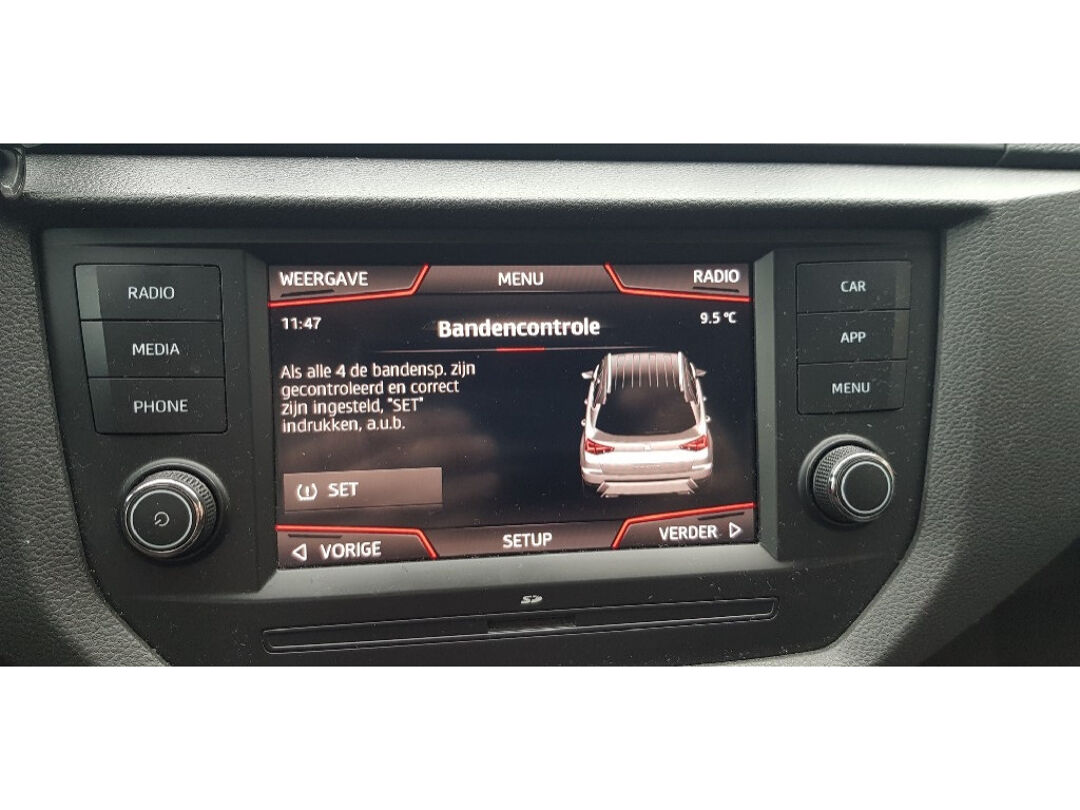 RADIO
MEDIA
PHONE
WEERGAVE
MENU
RADIO
11:47
Bandencontrole
9.5 °C
Als alle 4 de bandensp. zijn
gecontroleerd en correct
zijn ingesteld, "SET"
indrukken, a.u.b.
SET
VORIGE
SETUP
VERDER
CAR
APP
MENU
SD